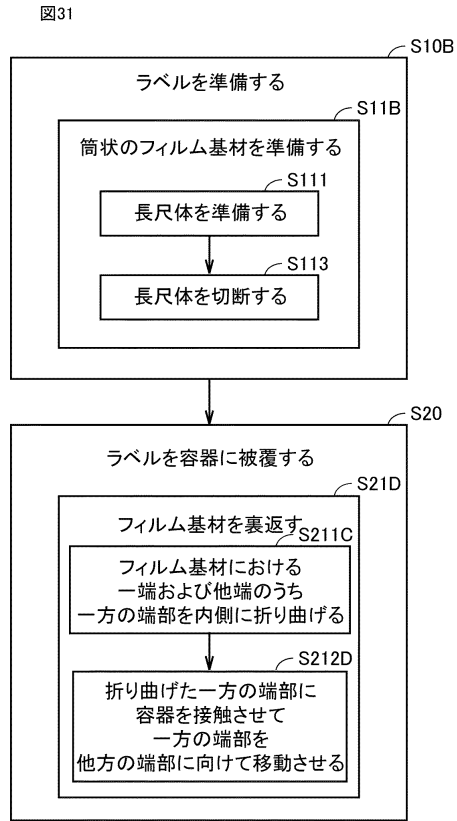 図31
S10B
ラベルを準備する
S11B
筒状のフィルム基材を準備する
S111
長尺体を準備する
S113
長尺体を切断する
S20
ラベルを容器に被覆する
S21D
フィルム基材を裏返す
S211C
フィルム基材における
一端および他端のうち
一方の端部を内側に折り曲げる
S212D
折り曲げた一方の端部に
容器を接触させて
一方の端部を
他方の端部に向けて移動させる